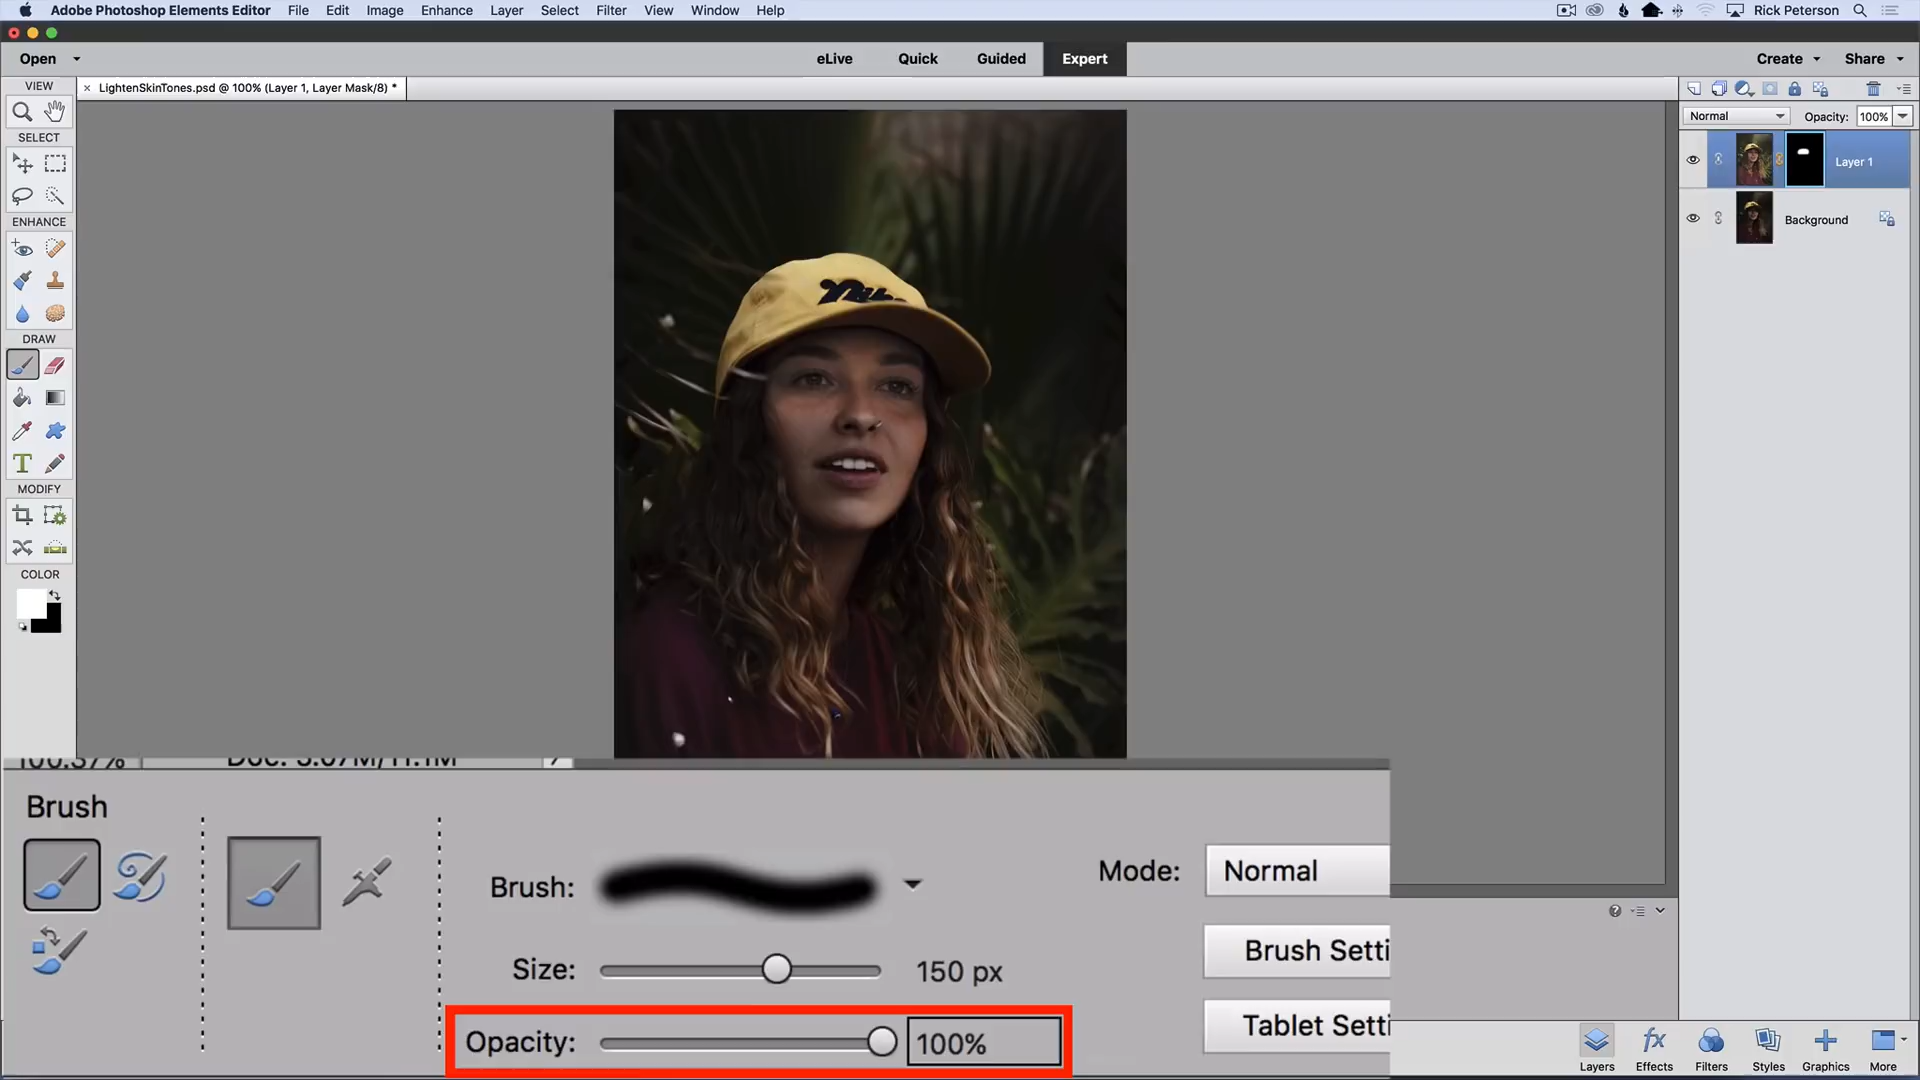 Adobe Photoshop Elements Editor File Edit Image Enhance Layer Select Filter View Window Help Rick Peterson
Open eLive Quick Guided Expert Create Share
VIEW
× LightenSkinTones.psd @ 100% (Layer 1, Layer Mask/8) *
Normal Opacity: 100%
SELECT
Layer 1
Background
ENHANCE
DRAW
T
MODIFY
COLOR
Brush
Brush:
Mode: Normal
Size: 150 px
Brush Setti
Opacity: 100%
Tablet Setti
Layers Effects Filters Styles Graphics More